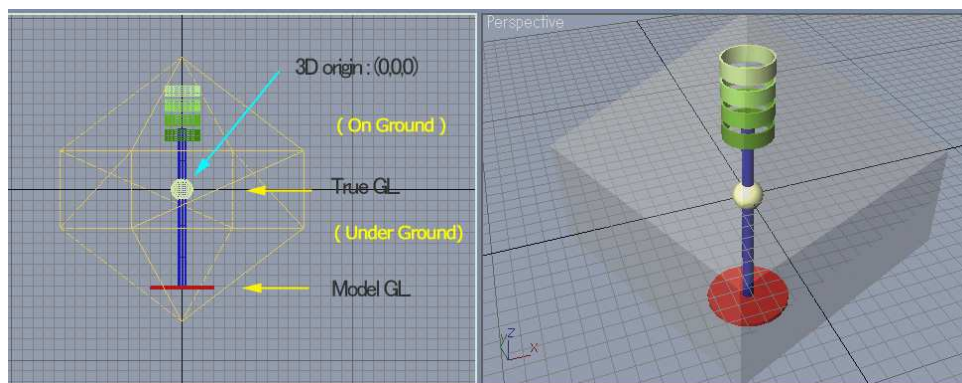 3D origin : (0,0,0)
( On Ground )
True GL
( Under Ground)
Model GL
Perspective
Z
Y
X